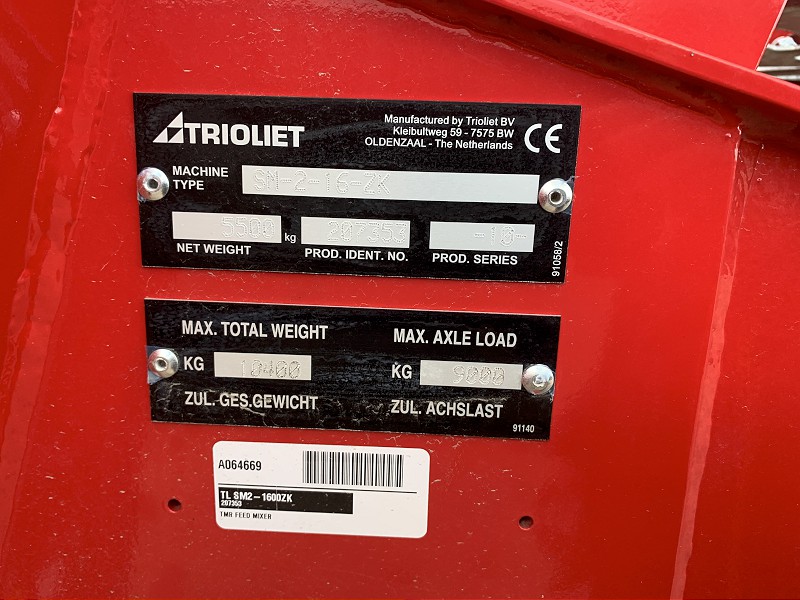 TRIOLIET
Manufactured by Trioliet BV
Kleibultweg 59 - 7575 BW
OLDENZAAL - The Netherlands
CE
MACHINE TYPE SM-2-16-ZK
5500 kg 207353 -10-
NET WEIGHT PROD. IDENT. NO. PROD. SERIES
91058/2
MAX. TOTAL WEIGHT MAX. AXLE LOAD
KG 10400 KG 9000
ZUL. GES.GEWICHT ZUL. ACHSLAST
91140
A064669
TL SM2-1600ZK
207353
TMR FEED MIXER